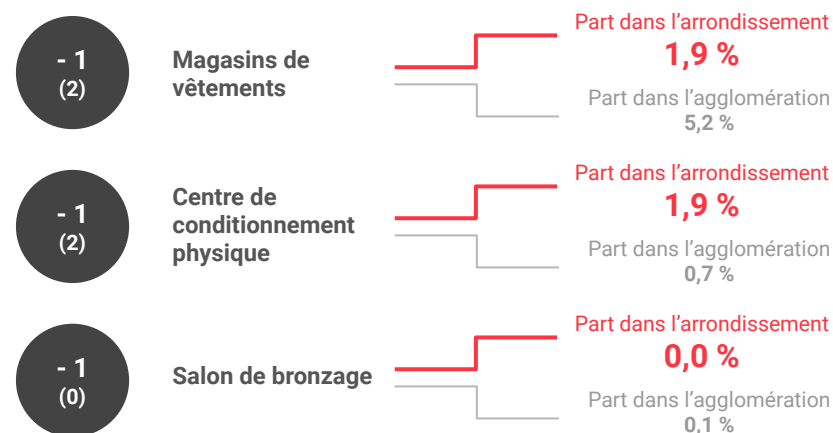 - 1
(2)
Magasins de
vêtements
Part dans l’arrondissement
1,9 %
Part dans l’agglomération
5,2 %
- 1
(2)
Centre de
conditionnement
physique
Part dans l’arrondissement
1,9 %
Part dans l’agglomération
0,7 %
- 1
(0)
Salon de bronzage
Part dans l’arrondissement
0,0 %
Part dans l’agglomération
0,1 %